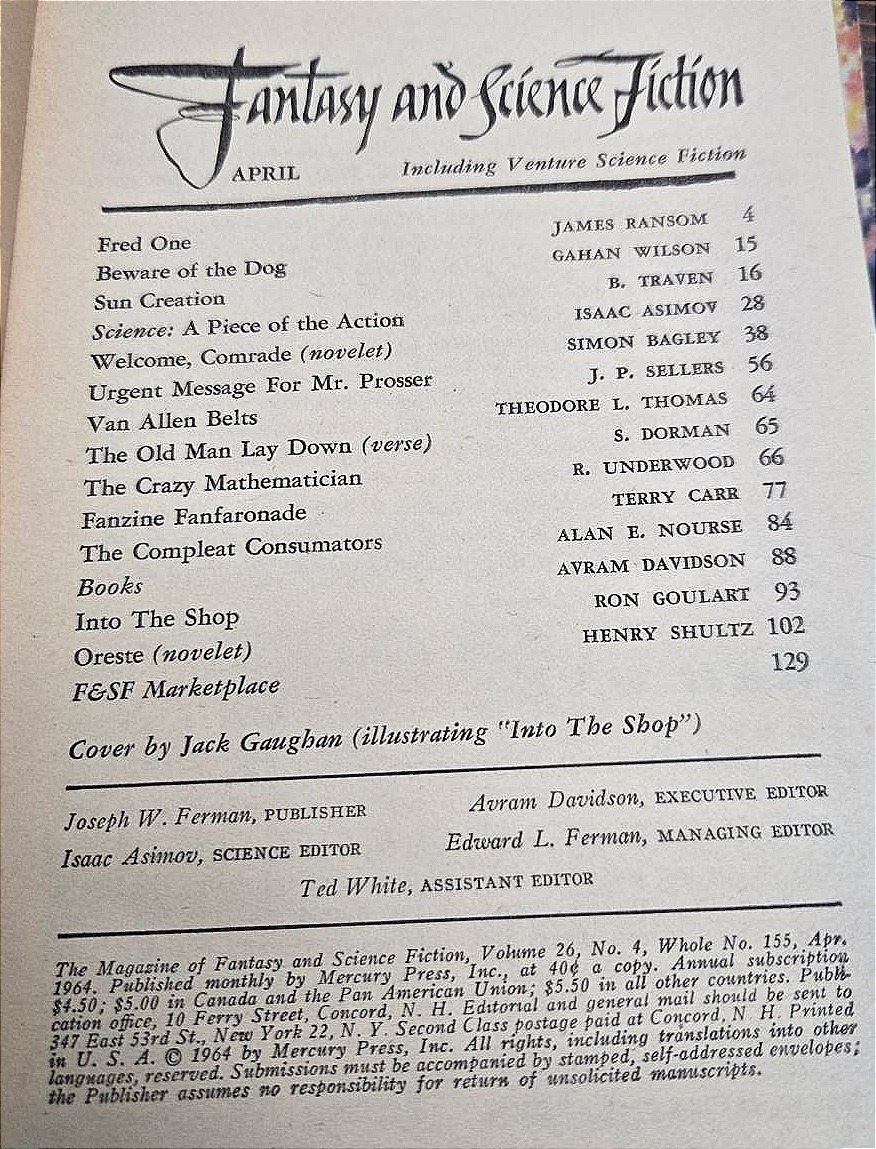 Fantasy and Science Fiction
APRIL Including Venture Science Fiction
Fred One JAMES RANSOM 4
Beware of the Dog GAHAN WILSON 15
Sun Creation B. TRAVEN 16
Science: A Piece of the Action ISAAC ASIMOV 28
Welcome, Comrade (novelet) SIMON BAGLEY 38
Urgent Message For Mr. Prosser J. P. SELLERS 56
Van Allen Belts THEODORE L. THOMAS 64
The Old Man Lay Down (verse) S. DORMAN 65
The Crazy Mathematician R. UNDERWOOD 66
Fanzine Fanfaronade TERRY CARR 77
The Compleat Consumators ALAN E. NOURSE 84
Books AVRAM DAVIDSON 88
Into The Shop RON GOULART 93
Oreste (novelet) HENRY SHULTZ 102
F&SF Marketplace 129
Cover by Jack Gaughan (illustrating "Into The Shop")
Joseph W. Ferman, PUBLISHER Avram Davidson, EXECUTIVE EDITOR
Isaac Asimov, SCIENCE EDITOR Edward L. Ferman, MANAGING EDITOR
Ted White, ASSISTANT EDITOR
The Magazine of Fantasy and Science Fiction, Volume 26, No. 4, Whole No. 155, Apr.
1964. Published monthly by Mercury Press, Inc., at 40¢ a copy. Annual subscription
$4.50; $5.00 in Canada and the Pan American Union; $5.50 in all other countries. Publi-
cation office, 10 Ferry Street, Concord, N. H. Editorial and general mail should be sent to
347 East 53rd St., New York 22, N. Y. Second Class postage paid at Concord, N. H. Printed
in U. S. A. © 1964 by Mercury Press, Inc. All rights, including translations into other
languages, reserved. Submissions must be accompanied by stamped, self-addressed envelopes;
the Publisher assumes no responsibility for return of unsolicited manuscripts.